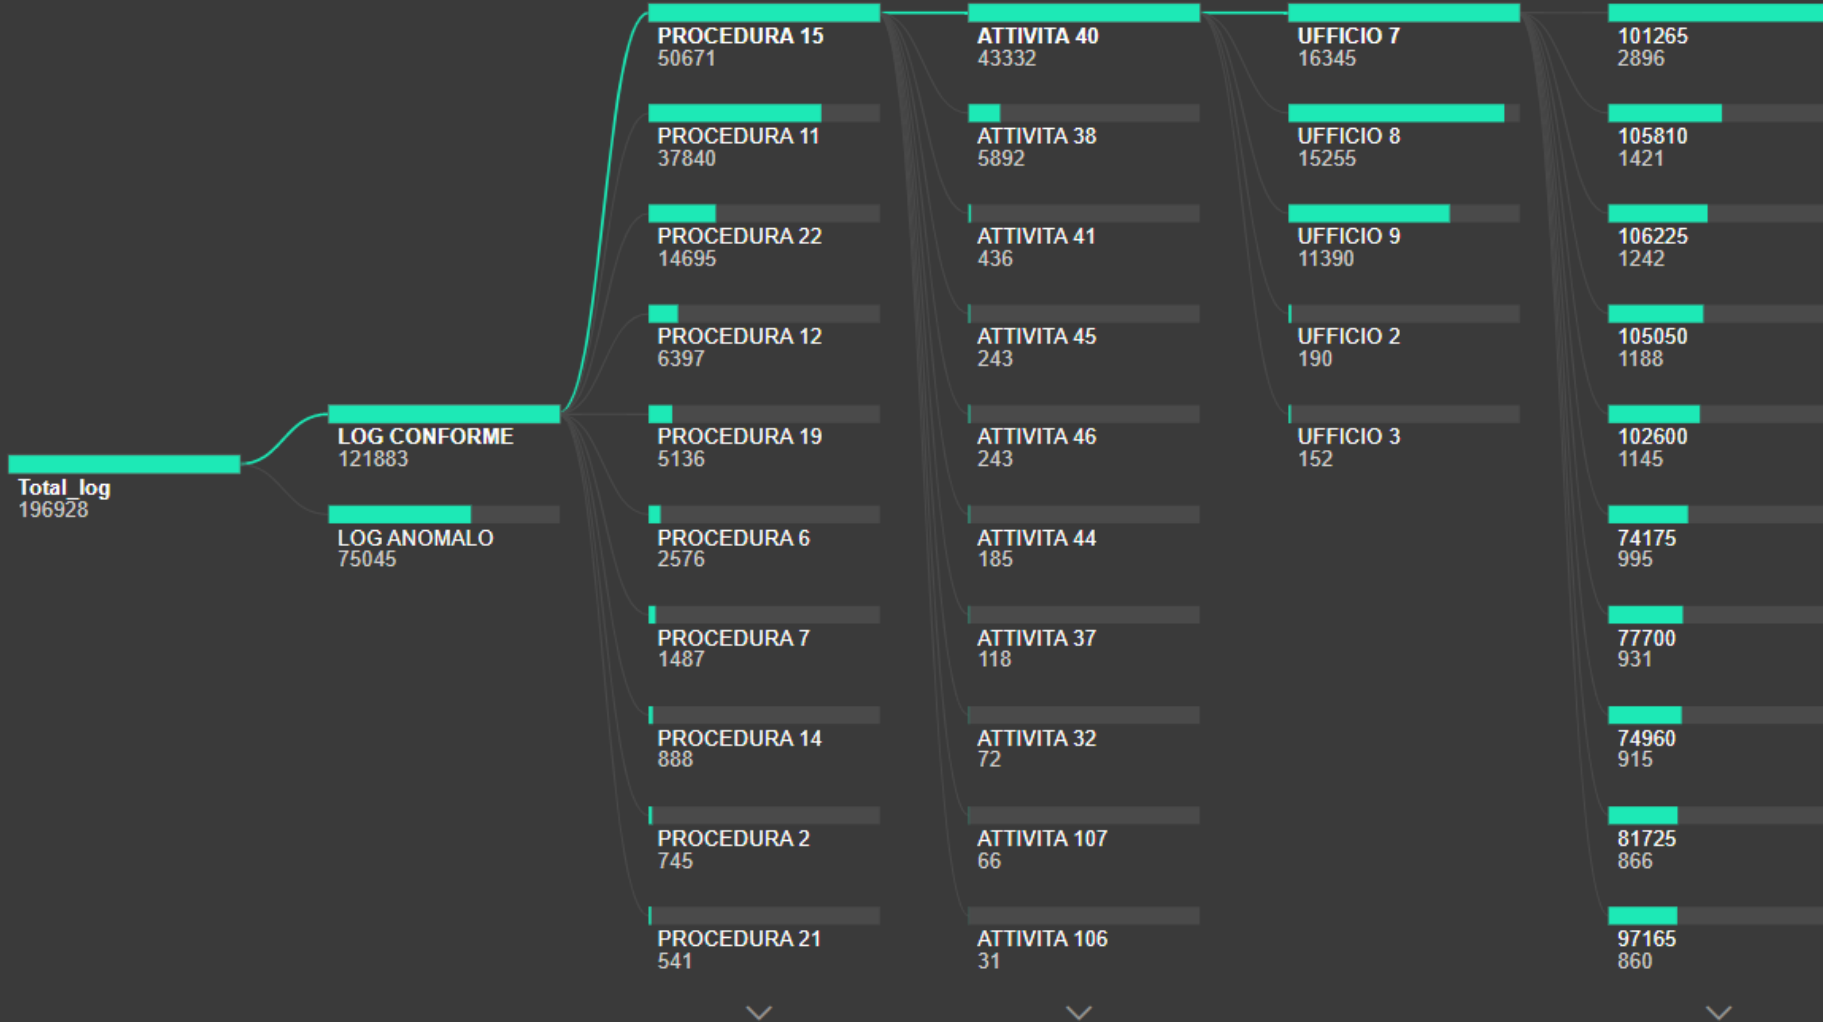 Total_log
196928
LOG CONFORME
121883
LOG ANOMALO
75045
PROCEDURA 15
50671
PROCEDURA 11
37840
PROCEDURA 22
14695
PROCEDURA 12
6397
PROCEDURA 19
5136
PROCEDURA 6
2576
PROCEDURA 7
1487
PROCEDURA 14
888
PROCEDURA 2
745
PROCEDURA 21
541
ATTIVITA 40
43332
ATTIVITA 38
5892
ATTIVITA 41
436
ATTIVITA 45
243
ATTIVITA 46
243
ATTIVITA 44
185
ATTIVITA 37
118
ATTIVITA 32
72
ATTIVITA 107
66
ATTIVITA 106
31
UFFICIO 7
16345
UFFICIO 8
15255
UFFICIO 9
11390
UFFICIO 2
190
UFFICIO 3
152
101265
2896
105810
1421
106225
1242
105050
1188
102600
1145
74175
995
77700
931
74960
915
81725
866
97165
860